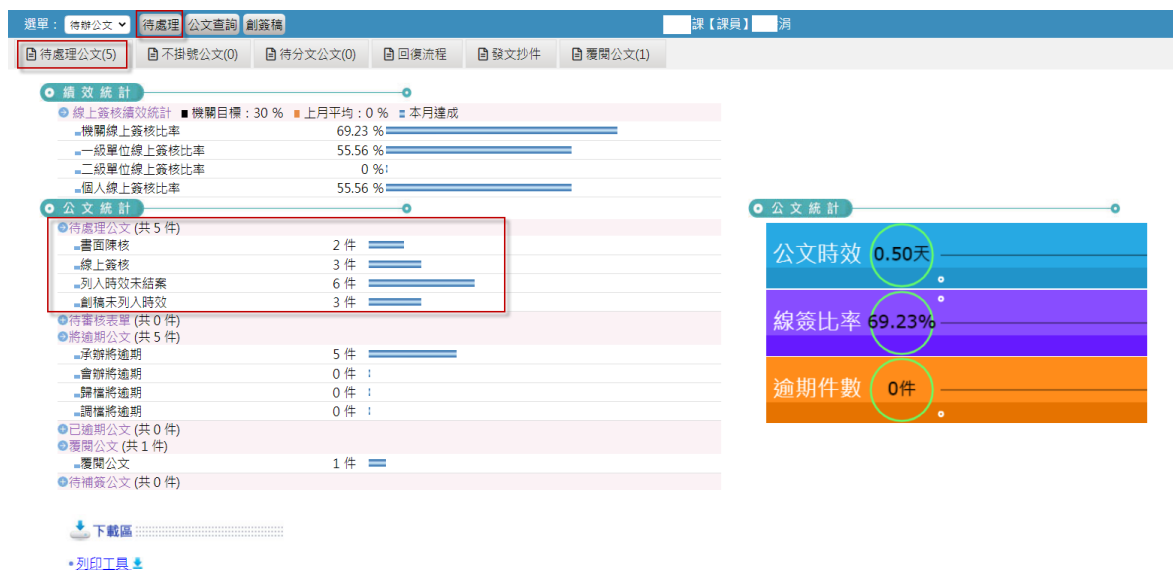 選單： 待辦公文 待處理 公文查詢 創簽稿 課【課員】 涓
待處理公文(5) 不掛號公文(0) 待分文公文(0) 回復流程 發文抄件 覆閱公文(1)
績效統計
線上簽核績效統計 ■機關目標：30 % ■上月平均：0 % 本月達成
機關線上簽核比率 69.23 %
一級單位線上簽核比率 55.56 %
二級單位線上簽核比率 0 %
個人線上簽核比率 55.56 %
公文統計
待處理公文 (共 5 件)
書面陳核 2 件
線上簽核 3 件
列入時效未結案 6 件
創稿未列入時效 3 件
待審核表單 (共 0 件)
將逾期公文 (共 5 件)
承辦將逾期 5 件
會辦將逾期 0 件
歸檔將逾期 0 件
調檔將逾期 0 件
已逾期公文 (共 0 件)
覆閱公文 (共 1 件)
覆閱公文 1 件
待補簽公文 (共 0 件)
公文統計
公文時效 0.50天
線簽比率 69.23%
逾期件數 0件
下載區
列印工具